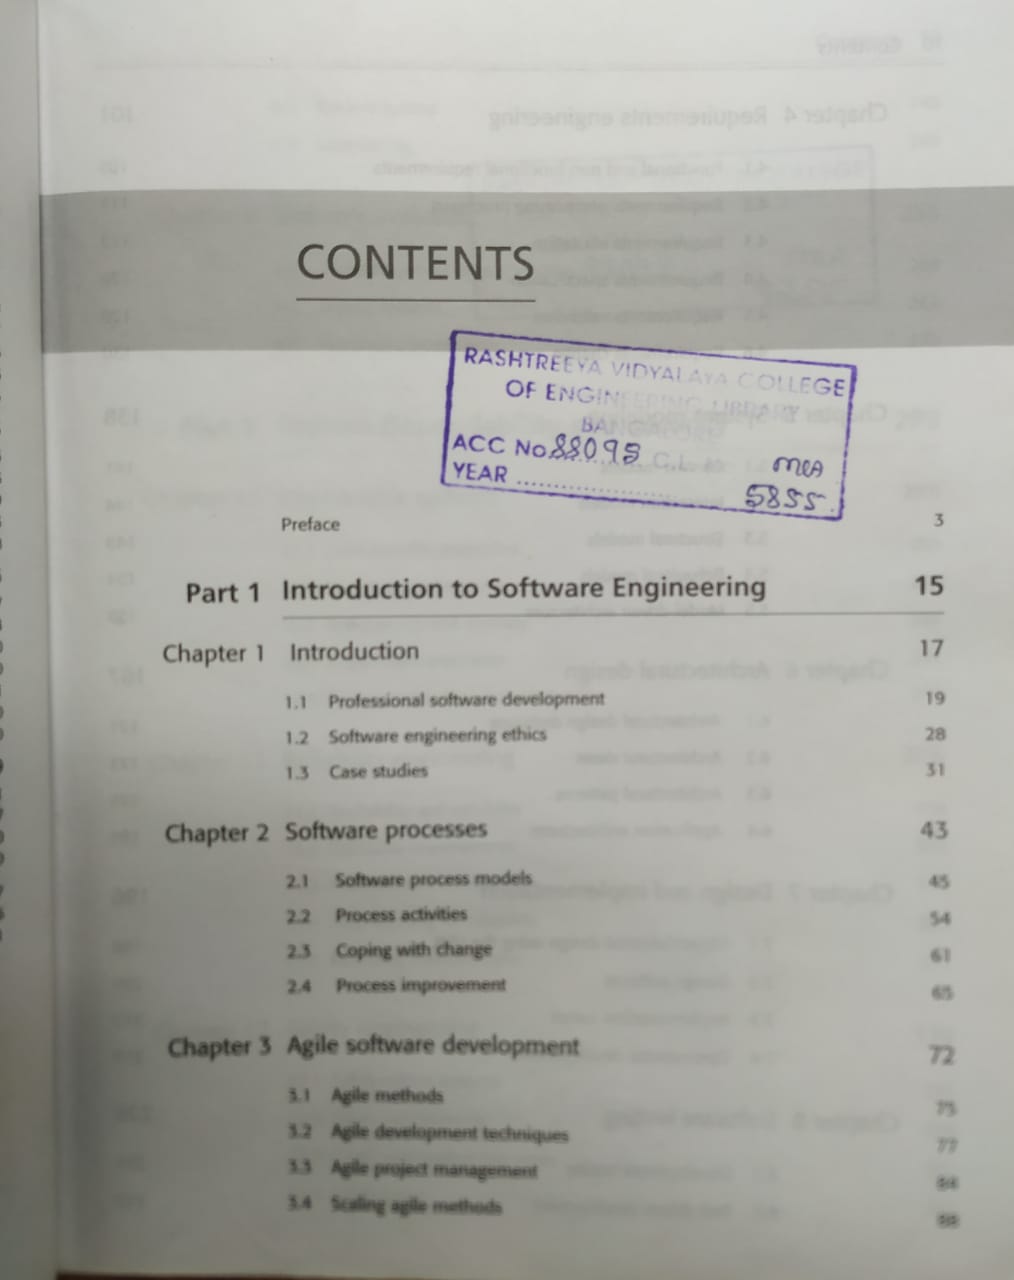 CONTENTS
RASHTREEYA VIDYALAYA COLLEGE
OF ENGINEERING LIBRARY
BANGALORE
ACC No. 88095 C.L. MCA
YEAR .................... 5855
Preface 3
Part 1 Introduction to Software Engineering 15
Chapter 1 Introduction 17
1.1 Professional software development 19
1.2 Software engineering ethics 28
1.3 Case studies 31
Chapter 2 Software processes 43
2.1 Software process models 45
2.2 Process activities 54
2.3 Coping with change 61
2.4 Process improvement 65
Chapter 3 Agile software development 72
3.1 Agile methods 75
3.2 Agile development techniques 77
3.3 Agile project management
3.4 Scaling agile methods